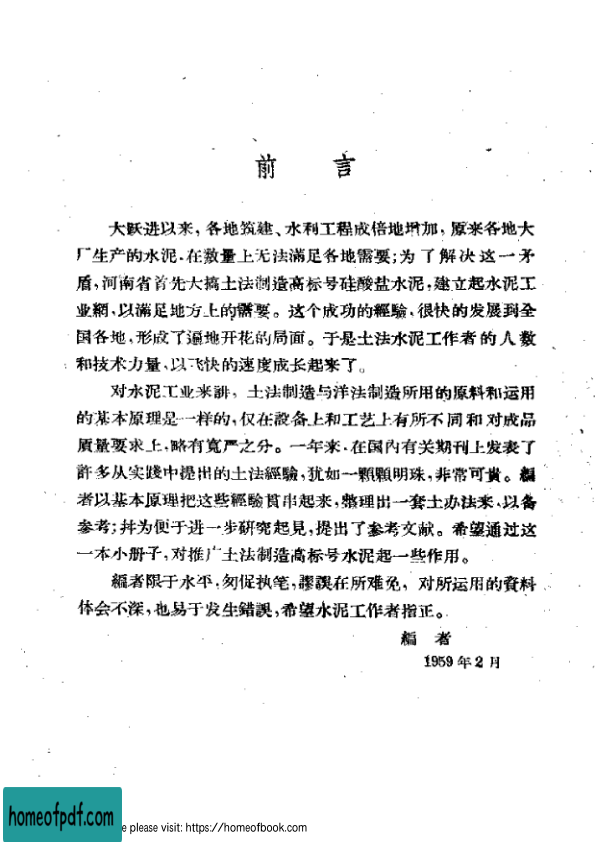 前 言
大跃进以来，各地筑建、水利工程成倍地增加，原来各地大
厂生产的水泥，在数量上无法满足各地需要；为了解决这一矛
盾，河南省首先大搞土法制造高标号硅酸盐水泥，建立起水泥工
业網，以滿足地方上的需要。这个成功的經驗，很快的发展到全
国各地，形成了遍地开花的局面。于是土法水泥工作者的人数
和技术力量，以飞快的速度成长起来了。
对水泥工业来講，土法制造与洋法制造所用的原料和运用
的基本原理是一样的，仅在設备上和工艺上有所不同和对成品
质量要求上，略有宽严之分。一年来，在国内有关期刊上发表了
許多从实践中提出的土法經驗，犹如一顆顆明珠，非常可貴。編
者以基本原理把这些經驗貫串起来，整理出一套土办法来，以备
参考；幷为便于进一步研究起見，提出了参考文献。希望通过这
一本小册子，对推广土法制造高标号水泥起一些作用。
編者限于水平，匆促执笔，謬誤在所难免，对所运用的資料
体会不深，也易于发生錯誤，希望水泥工作者指正。
編 者
1959年2月
homeofpdf.com
e please visit: https://homeofbook.com